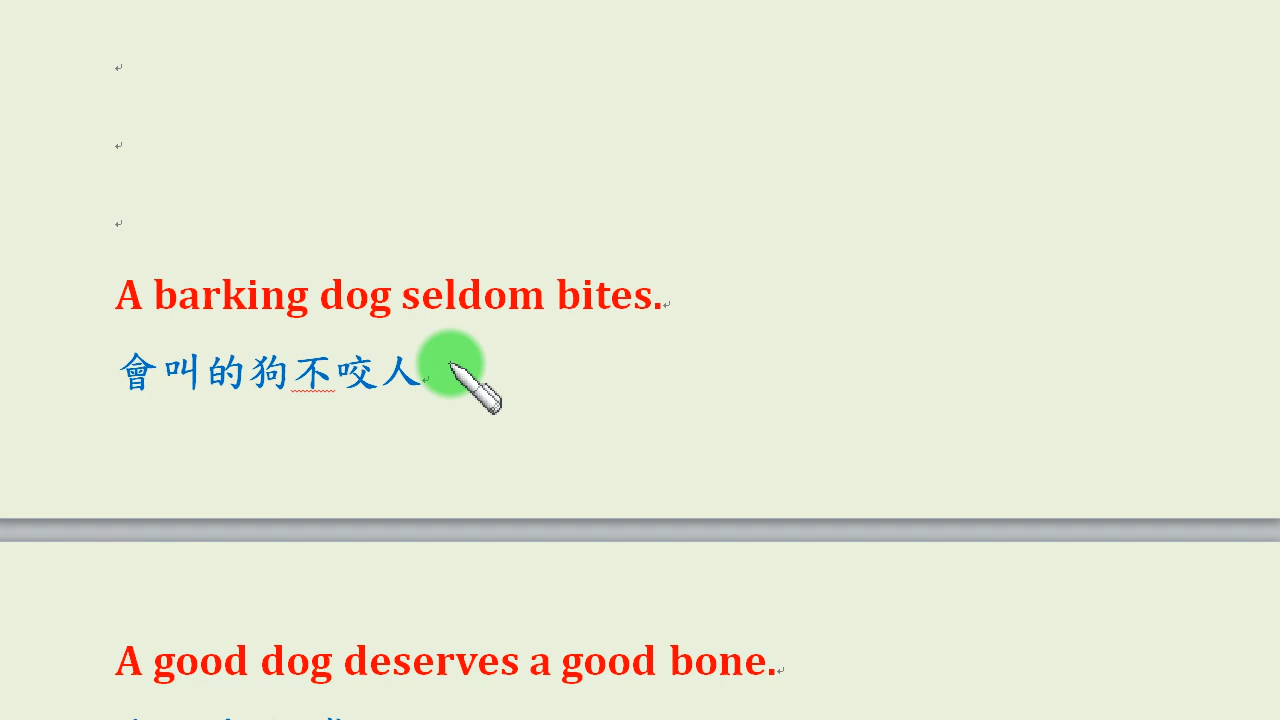 A barking dog seldom bites.
會叫的狗不咬人
A good dog deserves a good bone.